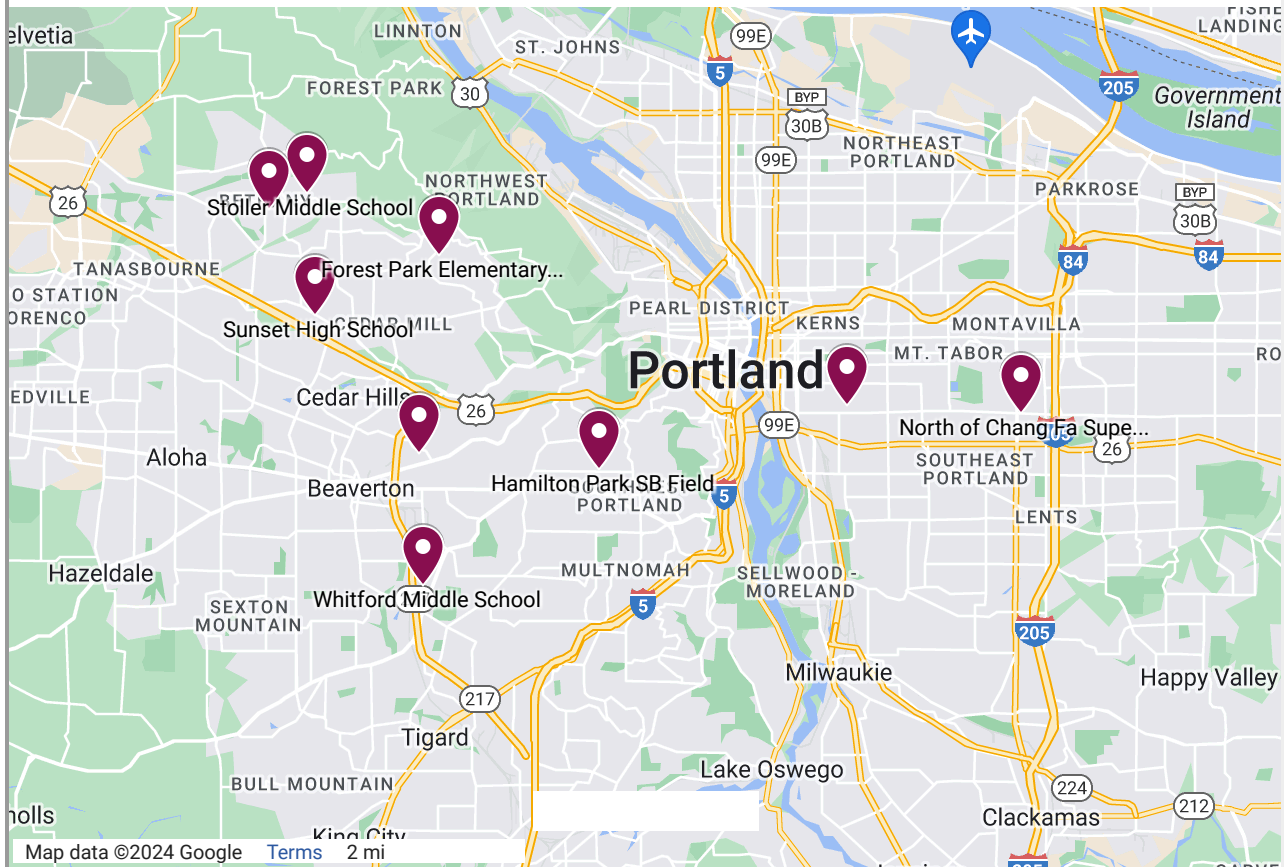 elvetia
LINNTON
ST. JOHNS
99E
5
FISHE
LANDING
FOREST PARK
30
205
Government
Island
BYP
30B
NORTHEAST
PORTLAND
99E
PARKROSE
BYP
30B
26
NORTHWEST
PORTLAND
Stoller Middle School
84
84
TANASBOURNE
Forest Park Elementary...
O STATION
ORENCO
PEARL DISTRICT
KERNS
MONTAVILLA
CEDAR MILL
Sunset High School
MT. TABOR
RO
Portland
EDVILLE
Cedar Hills
26
99E
North of Chang Fa Supe...
26
Aloha
SOUTHEAST
PORTLAND
Beaverton
Hamilton Park SB Field
5
PORTLAND
LENTS
Hazeldale
MULTNOMAH
SELLWOOD -
MORELAND
Whitford Middle School
5
SEXTON
MOUNTAIN
205
Milwaukie
Happy Valley
217
Tigard
Lake Oswego
BULL MOUNTAIN
224
212
nolls
Clackamas
King City
Map data ©2024 Google Terms 2 mi